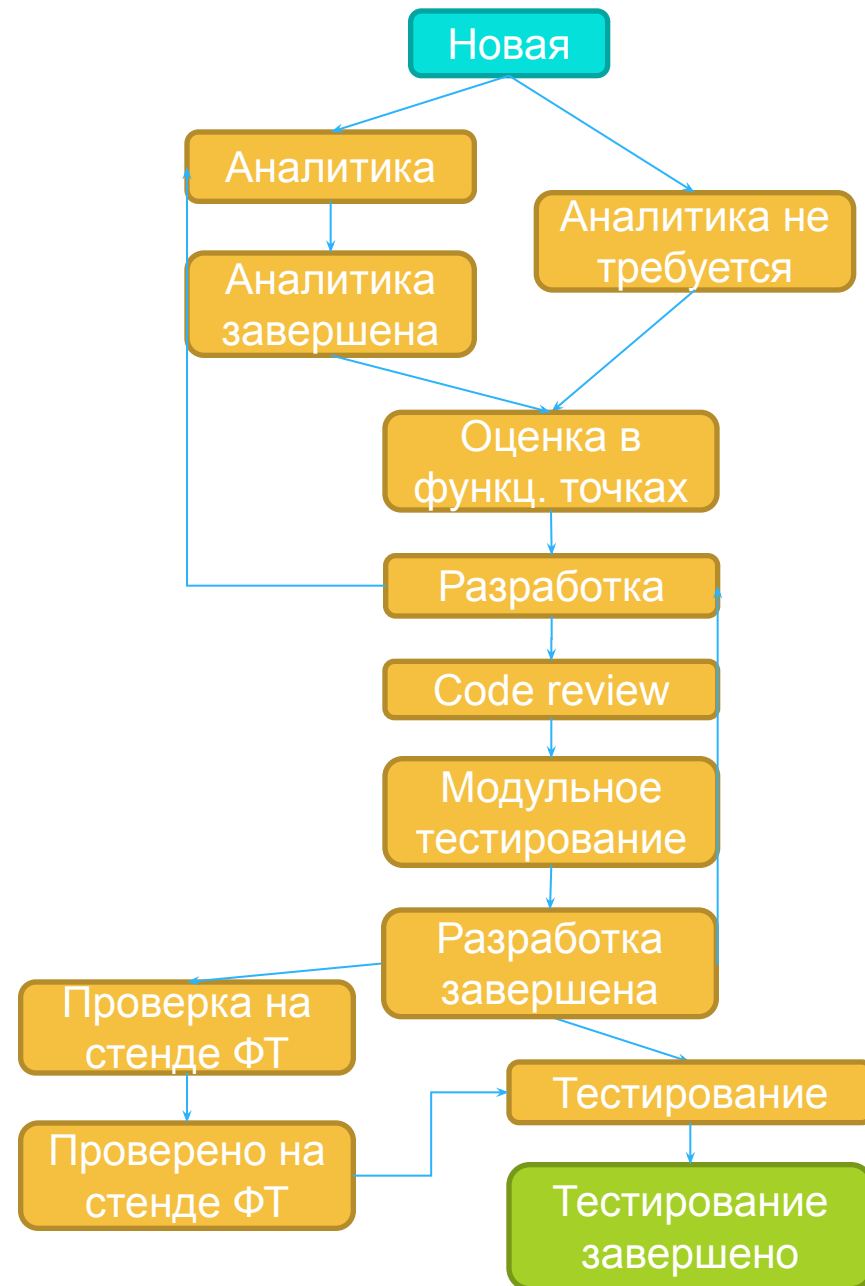 Новая
Аналитика
Аналитика не
требуется
Аналитика
завершена
Оценка в
функц. точках
Разработка
Code review
Модульное
тестирование
Разработка
завершена
Проверка на
стенде ФТ
Тестирование
Проверено на
стенде ФТ
Тестирование
завершено